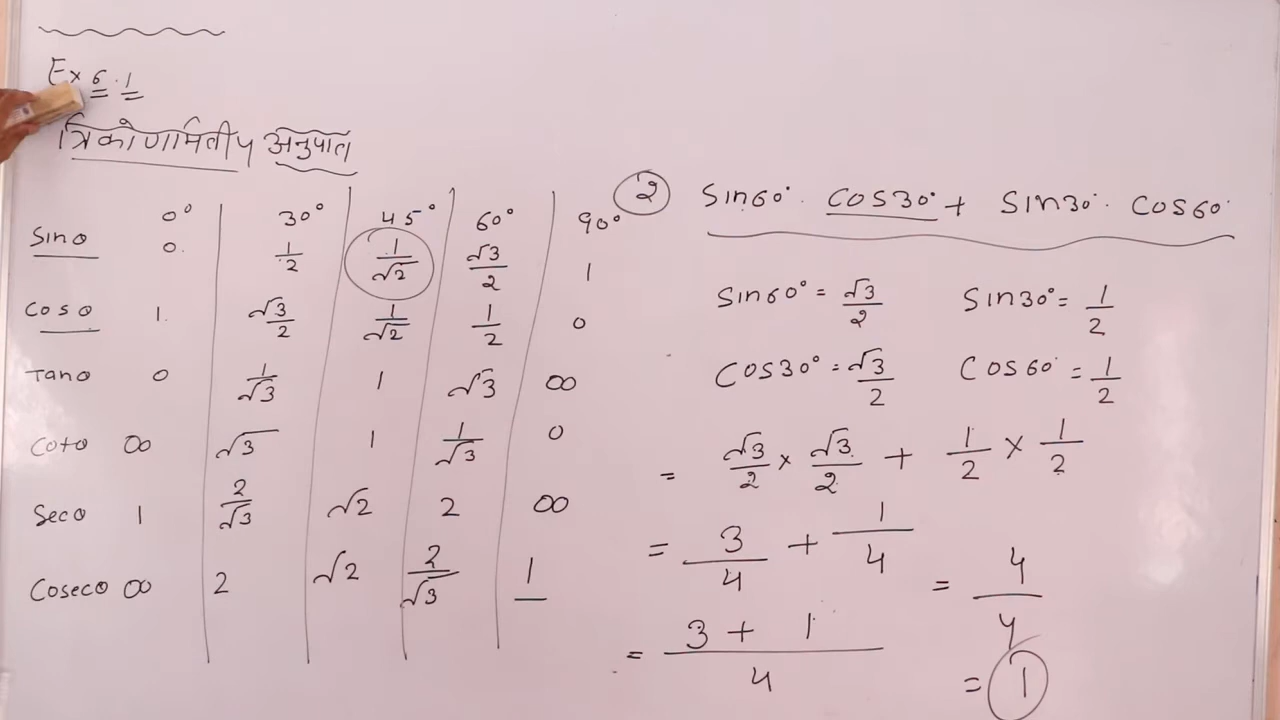 Ex 6.1
त्रिकोणमितीय अनुपात
0° 30° 45° 60° 90°
Sinθ 0 1/2 1/√2 √3/2 1
Cosθ 1 √3/2 1/√2 1/2 0
Tanθ 0 1/√3 1 √3 ∞
Cotθ ∞ √3 1 1/√3 0
Secθ 1 2/√3 √2 2 ∞
Cosecθ ∞ 2 √2 2/√3 1
② Sin60°. COS30° + Sin30°. COS60°
Sin60° = √3/2 Sin30° = 1/2
COS30° = √3/2 COS60° = 1/2
= √3/2 × √3/2 + 1/2 × 1/2
= 3/4 + 1/4
= 3 + 1/4
= 4/4
= 1